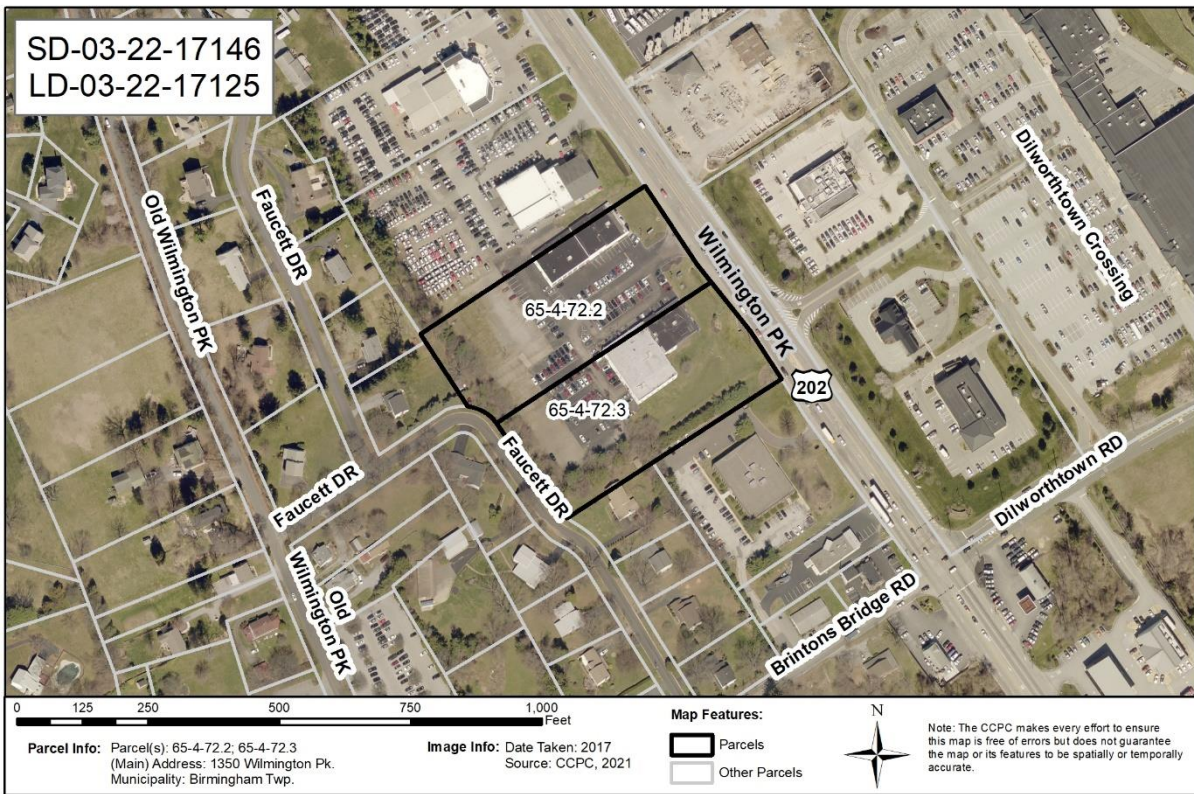 SD-03-22-17146
LD-03-22-17125
Old Wilmington PK
Faucett DR
65-4-72.2
Wilmington PK
202
Dilworthtown Crossing
65-4-72.3
Faucett DR
Faucett DR
Dilworthtown RD
Old
Wilmington PK
Brintons Bridge RD
0 125 250 500 750 1,000
Feet
Parcel Info: Parcel(s): 65-4-72.2; 65-4-72.3
(Main) Address: 1350 Wilmington Pk.
Municipality: Birmingham Twp.
Image Info: Date Taken: 2017
Source: CCPC, 2021
Map Features:
Parcels
Other Parcels
N
Note: The CCPC makes every effort to ensure
this map is free of errors but does not guarantee
the map or its features to be spatially or temporally
accurate.